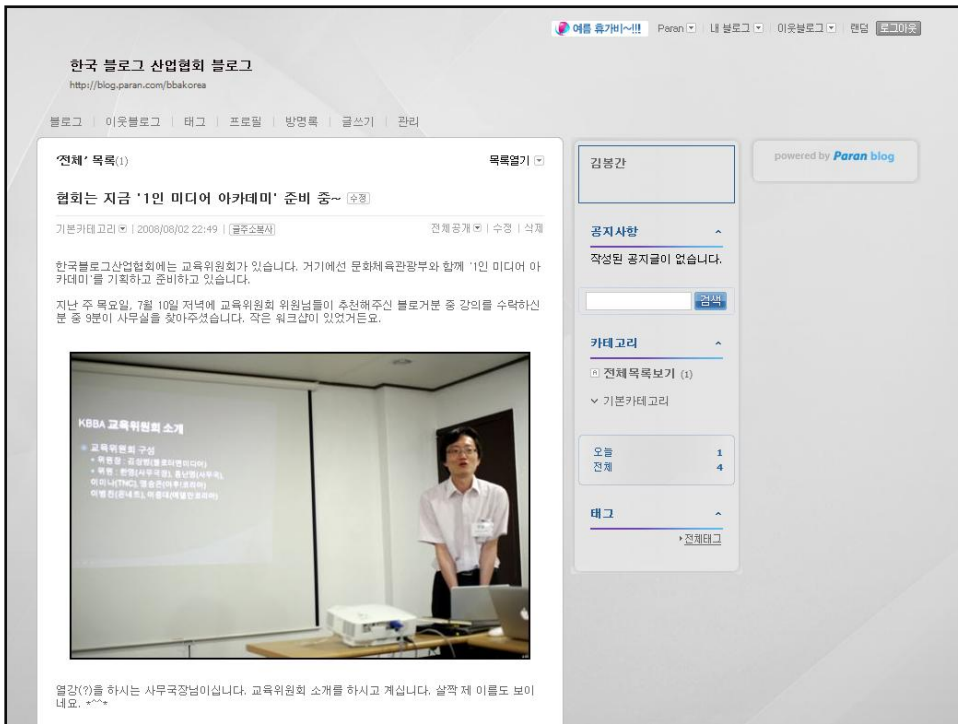 여름 휴가비~!!! Paran 내 블로그 | 이웃블로그 | 랜덤 로그아웃
한국 블로그 산업협회 블로그
http://blog.paran.com/bbakorea
블로그 | 이웃블로그 | 태그 | 프로필 | 방명록 | 글쓰기 | 관리
'전체' 목록(1) 목록열기
협회는 지금 '1인 미디어 아카데미' 준비 중~ 수정
기본카테고리 | 2008/08/02 22:49 | 글주소복사 전체공개 | 수정 | 삭제
한국블로그산업협회에는 교육위원회가 있습니다. 거기에선 문화체육관광부와 함께 '1인 미디어 아
카데미'를 기획하고 준비하고 있습니다.
지난 주 목요일, 7월 10일 저녁에 교육위원회 위원님들이 추천해주신 블로거분 중 강의를 수락하신
분 중 9분이 사무실을 찾아주셨습니다. 작은 워크샵이 있었거든요.
KBBA 교육위원회 소개
교육위원회 구성
열강(?)을 하시는 사무국장님이십니다. 교육위원회 소개를 하시고 계십니다. 살짝 제 이름도 보이
네요. *^^*
김봉간
공지사항
작성된 공지글이 없습니다.
검색
카테고리
전체목록보기 (1)
기본카테고리
오늘 1
전체 4
태그
전체태그
powered by Paran blog